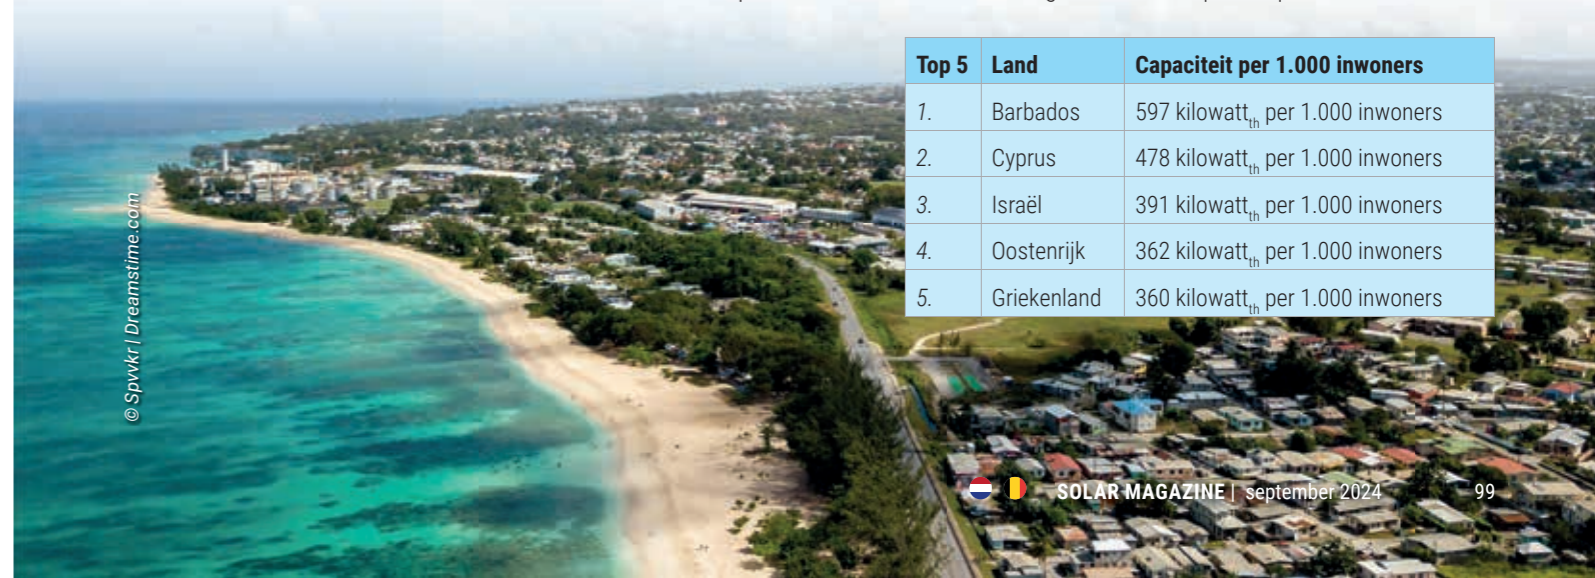 Top 5 Land Capaciteit per 1.000 inwoners
1. Barbados 597 kilowattth per 1.000 inwoners
2. Cyprus 478 kilowattth per 1.000 inwoners
3. Israël 391 kilowattth per 1.000 inwoners
4. Oostenrijk 362 kilowattth per 1.000 inwoners
5. Griekenland 360 kilowattth per 1.000 inwoners
© Spvvkr | Dreamstime.com
SOLAR MAGAZINE | september 2024 99